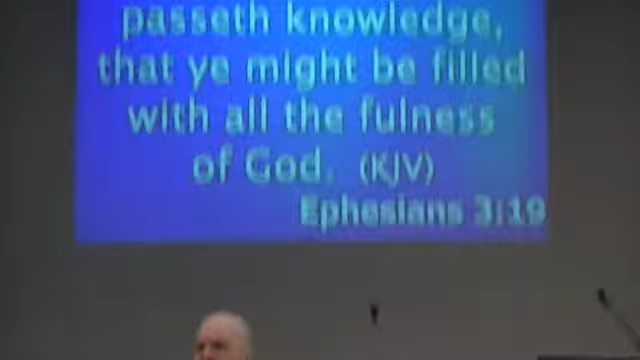 passeth knowledge,
that ye might be filled
with all the fulness
of God. (KJV)
Ephesians 3:19